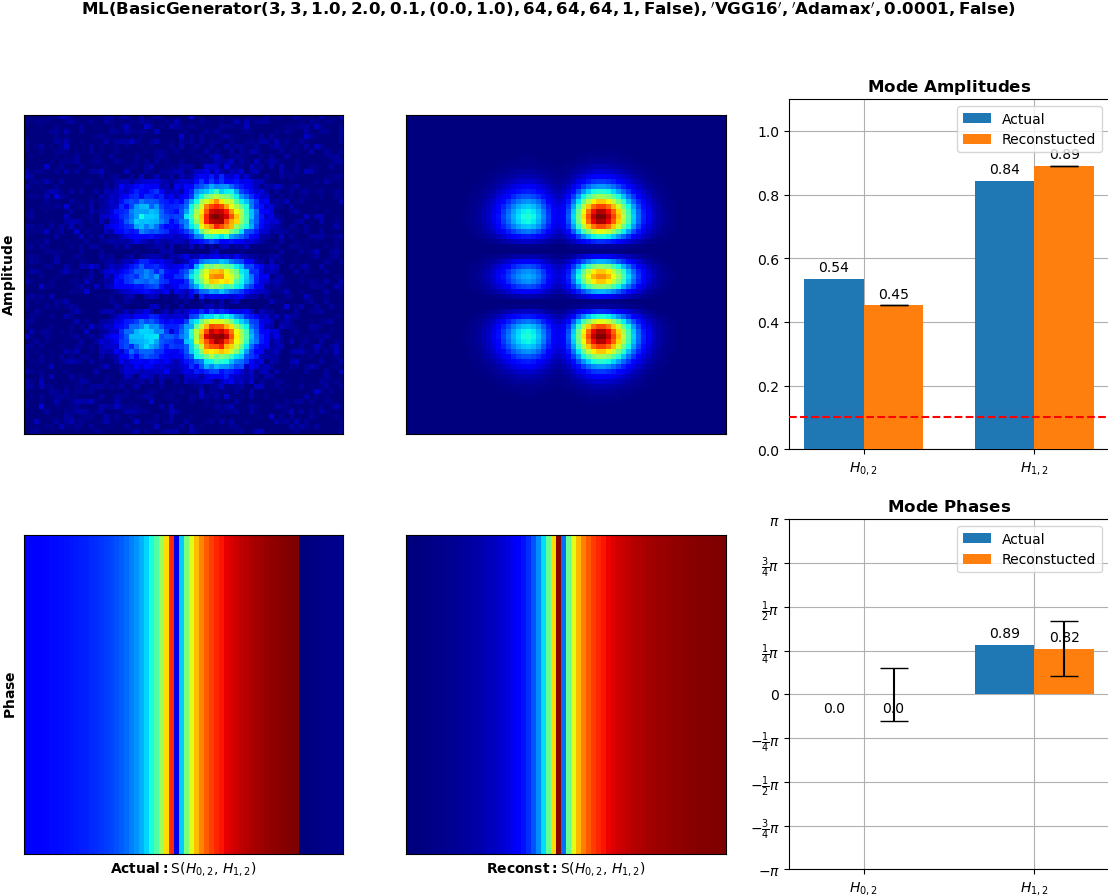 ML(BasicGenerator(3, 3, 1.0, 2.0, 0.1, (0.0, 1.0), 64, 64, 64, 1, False), ′VGG16′, ′Adamax′, 0.0001, False)
Amplitude
Mode Amplitudes
Actual
Reconstucted
1.0
0.8
0.6
0.4
0.2
0.0
0.54
0.45
0.84
0.89
H0, 2
H1, 2
Phase
Actual: S(H0, 2, H1, 2)
Reconst: S(H0, 2, H1, 2)
Mode Phases
Actual
Reconstucted
π
3/4π
1/2π
1/4π
0
−1/4π
−1/2π
−3/4π
−π
0.0
0.0
0.89
0.82
H0, 2
H1, 2